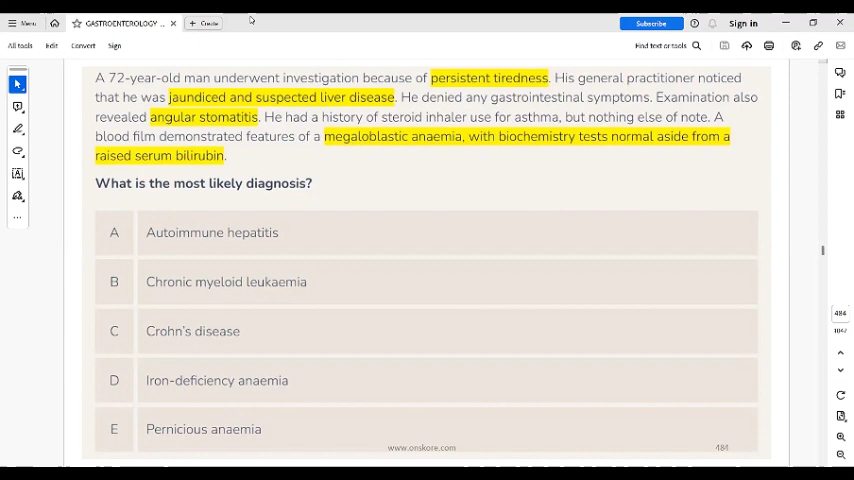 Menu
GASTROENTEROLOGY ...
Create
Subscribe
Sign in
All tools
Edit
Convert
Sign
Find text or tools
A 72-year-old man underwent investigation because of persistent tiredness. His general practitioner noticed
that he was jaundiced and suspected liver disease. He denied any gastrointestinal symptoms. Examination also
revealed angular stomatitis. He had a history of steroid inhaler use for asthma, but nothing else of note. A
blood film demonstrated features of a megaloblastic anaemia, with biochemistry tests normal aside from a
raised serum bilirubin.
What is the most likely diagnosis?
A Autoimmune hepatitis
B Chronic myeloid leukaemia
C Crohn's disease
D Iron-deficiency anaemia
E Pernicious anaemia
www.onskore.com
484
484
1047